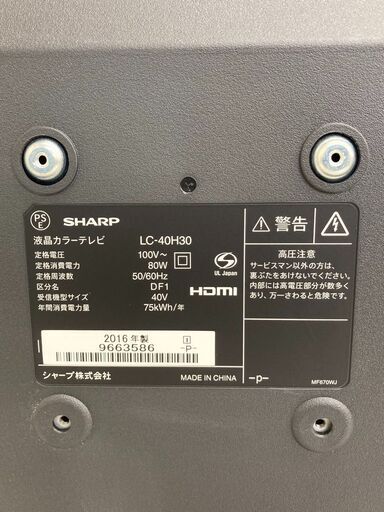 PS
E
SHARP
液晶カラーテレビ LC-40H30
定格電圧 100V~
定格消費電力 80W
定格周波数 50/60Hz
区分名 DF1
受信機型サイズ 40V
年間消費電力量 75kWh/年
UL Japan
HDMI
2016年製
9663586
I
-P-
シャープ株式会社 MADE IN CHINA
警告
高圧注意
サービスマン以外の方は、
裏ぶたをあけないでください。
内部には高電圧部分が数多く
あり、万一さわると危険です。
-P-
MF670WJ